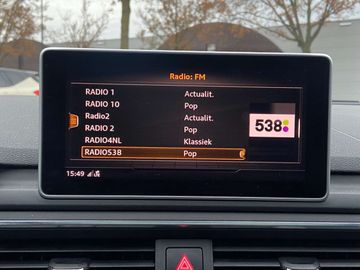 Radio: FM
RADIO 1 Actualit.
RADIO 10 Pop
Radio2 Actualit.
RADIO 2 Pop
RADIO4NL Klassiek
RADIO538 Pop
538
15:49